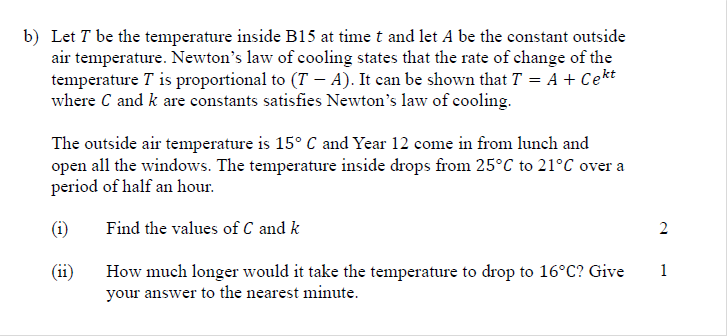 b) Let T be the temperature inside B15 at time t and let A be the constant outside
air temperature. Newton's law of cooling states that the rate of change of the
temperature T is proportional to (T − A). It can be shown that T = A + Ce^{kt}
where C and k are constants satisfies Newton's law of cooling.
The outside air temperature is 15° C and Year 12 come in from lunch and
open all the windows. The temperature inside drops from 25°C to 21°C over a
period of half an hour.
(i) Find the values of C and k 2
(ii) How much longer would it take the temperature to drop to 16°C? Give 1
your answer to the nearest minute.